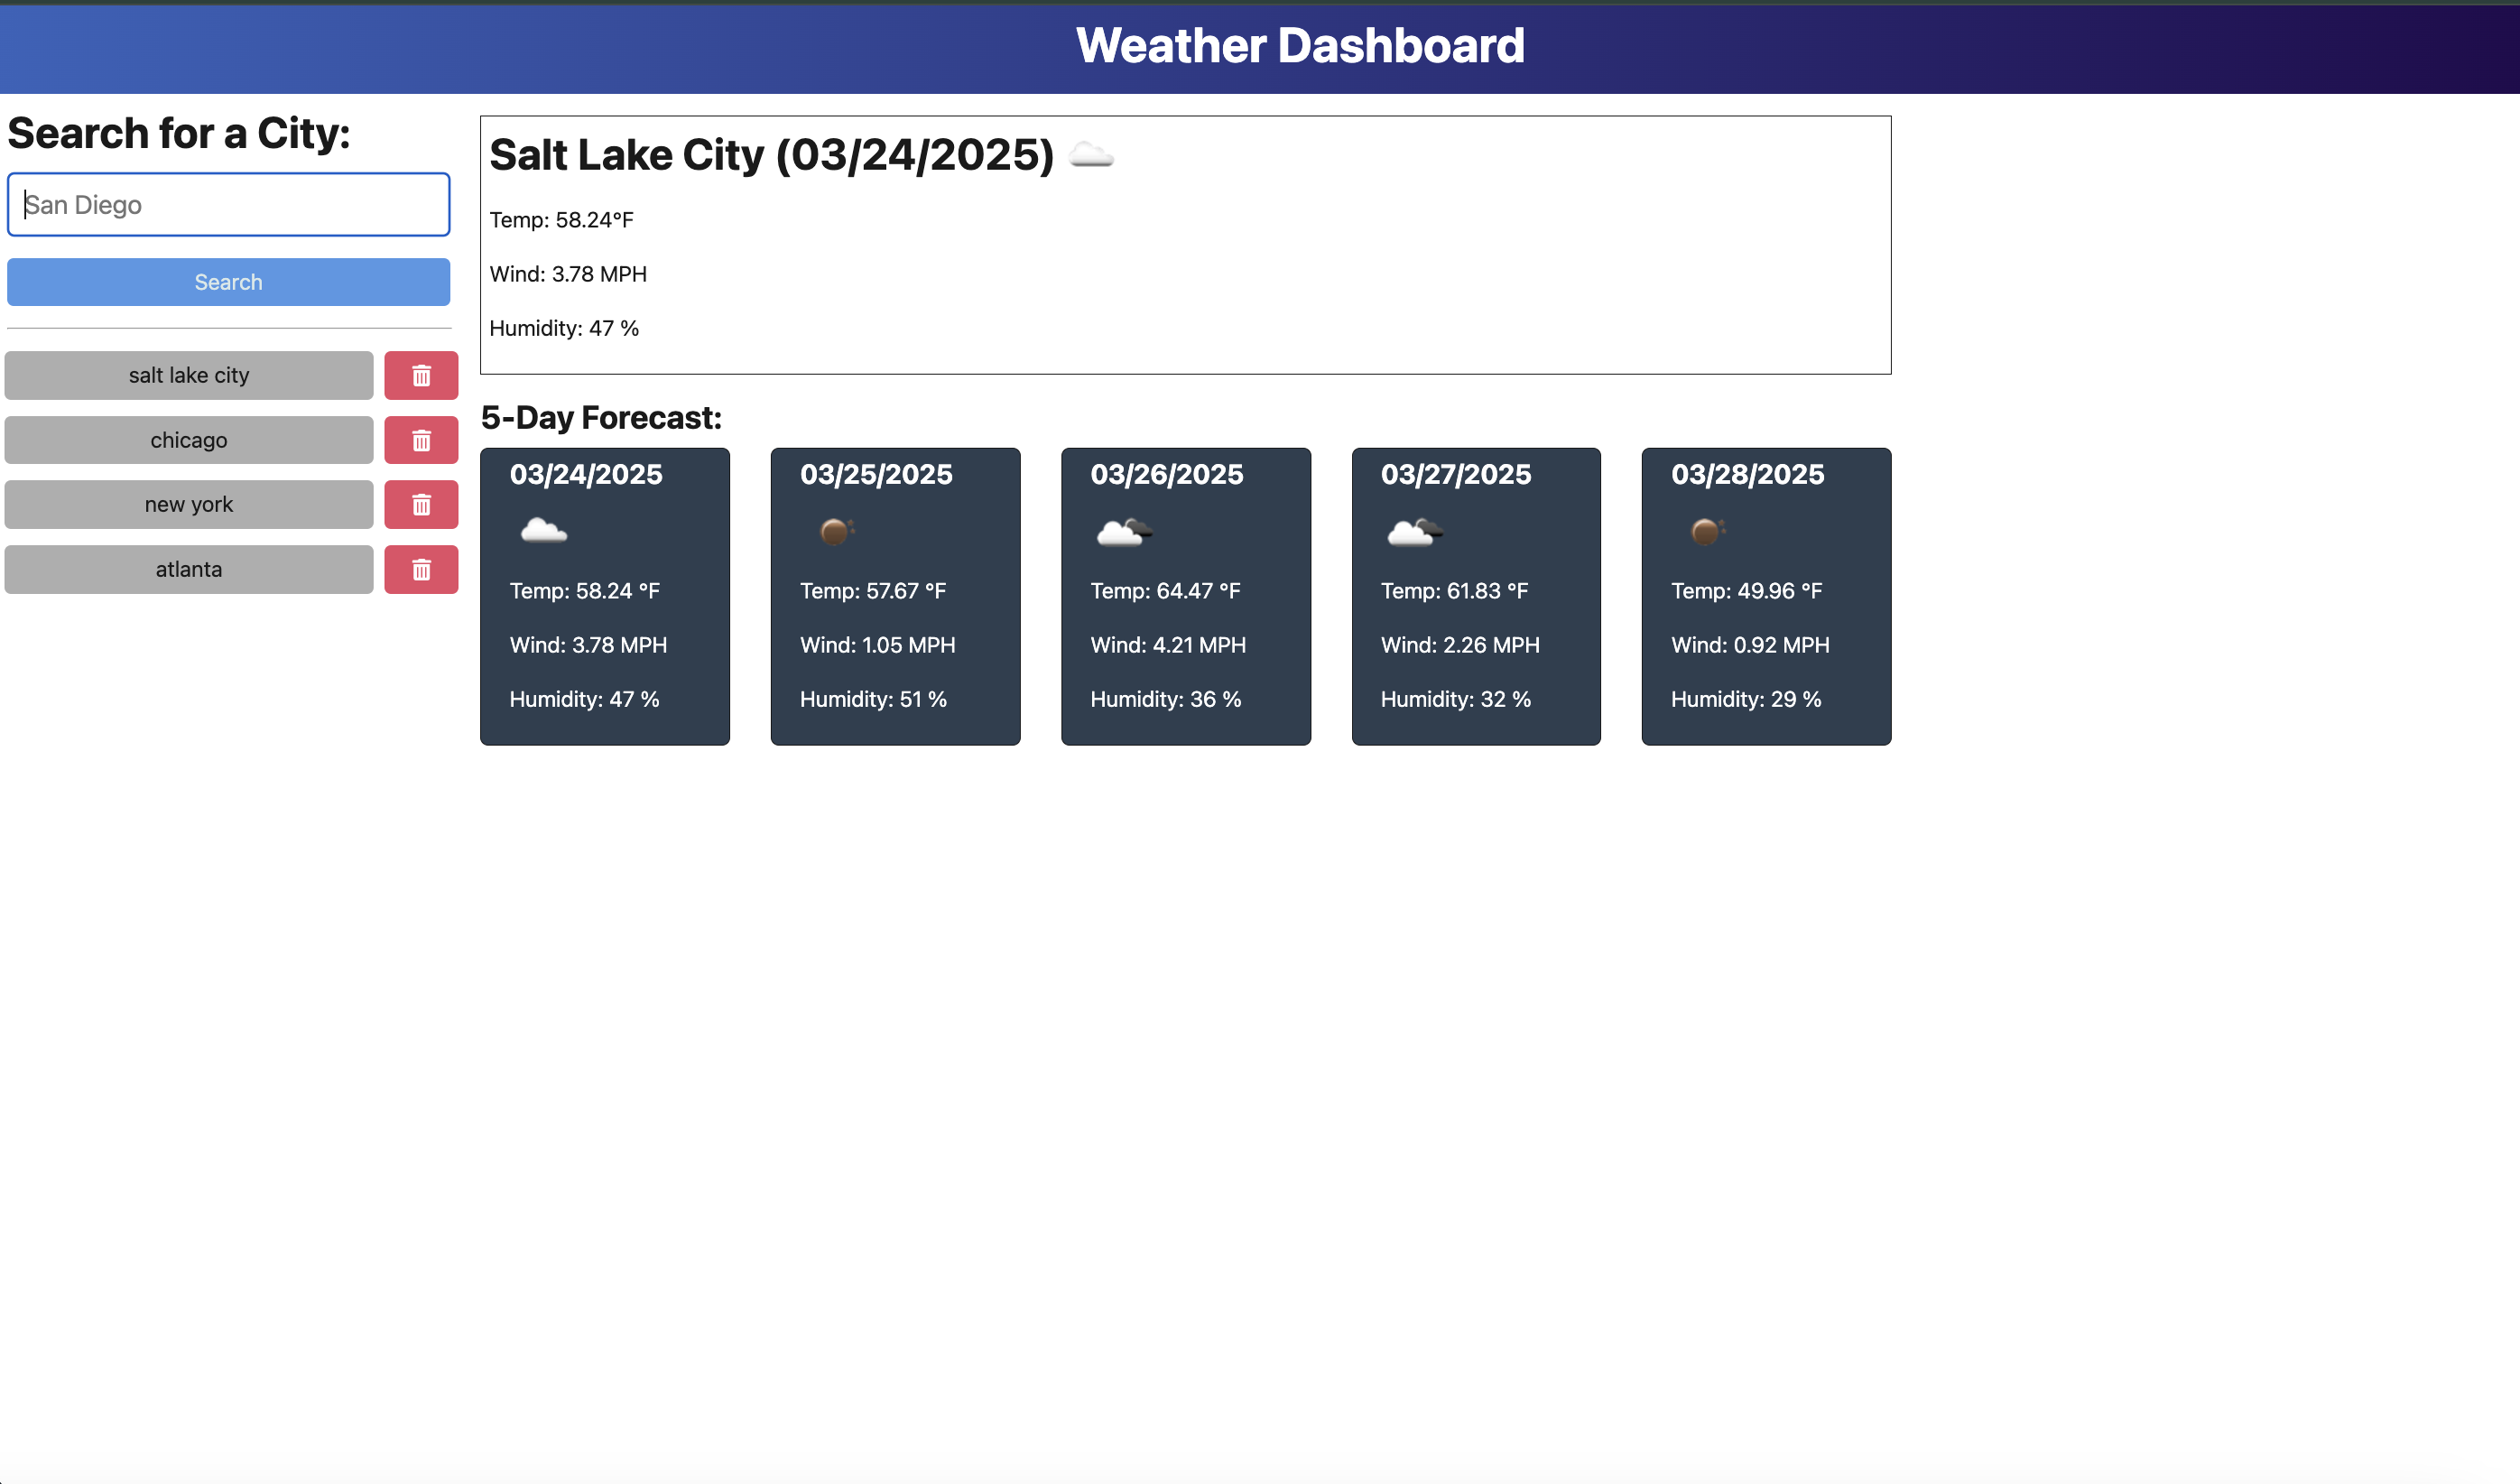 Weather Dashboard
Search for a City:
San Diego
Search
salt lake city
chicago
new york
atlanta
Salt Lake City (03/24/2025)
Temp: 58.24°F
Wind: 3.78 MPH
Humidity: 47 %
5-Day Forecast:
03/24/2025
Temp: 58.24 °F
Wind: 3.78 MPH
Humidity: 47 %
03/25/2025
Temp: 57.67 °F
Wind: 1.05 MPH
Humidity: 51 %
03/26/2025
Temp: 64.47 °F
Wind: 4.21 MPH
Humidity: 36 %
03/27/2025
Temp: 61.83 °F
Wind: 2.26 MPH
Humidity: 32 %
03/28/2025
Temp: 49.96 °F
Wind: 0.92 MPH
Humidity: 29 %